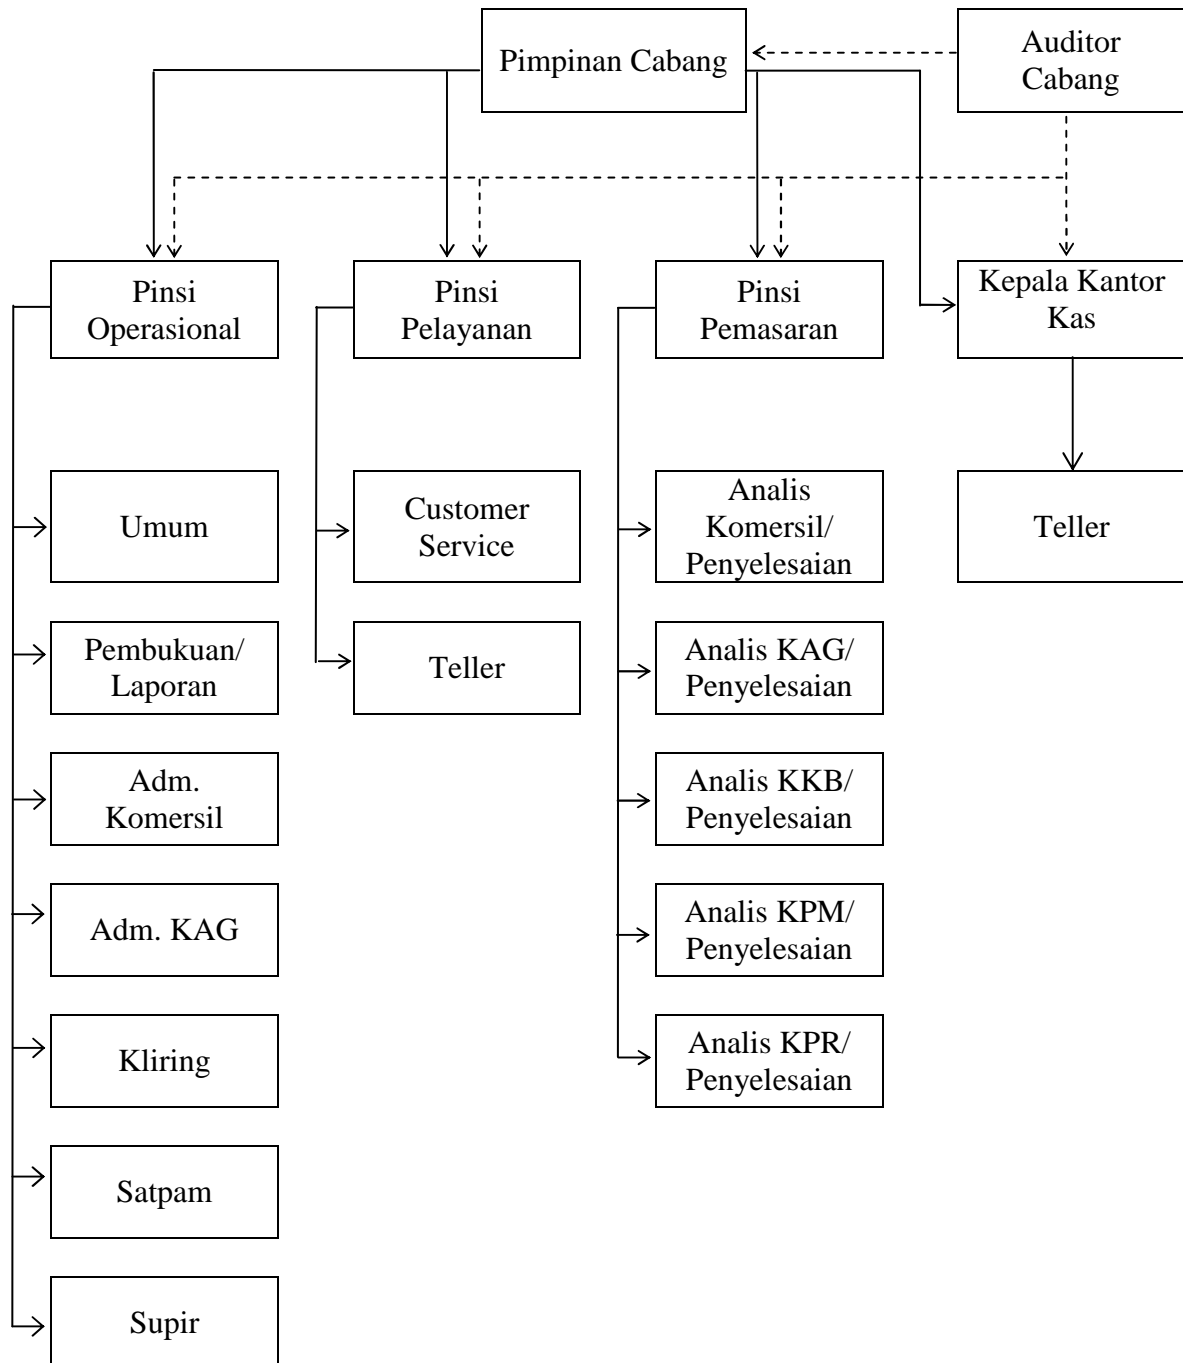 Pimpinan Cabang
Auditor
Cabang
Pinsi
Operasional
Pinsi
Pelayanan
Pinsi
Pemasaran
Kepala Kantor
Kas
Umum
Customer
Service
Analis
Komersil/
Penyelesaian
Teller
Pembukuan/
Laporan
Teller
Analis KAG/
Penyelesaian
Adm.
Komersil
Analis KKB/
Penyelesaian
Adm. KAG
Analis KPM/
Penyelesaian
Kliring
Analis KPR/
Penyelesaian
Satpam
Supir